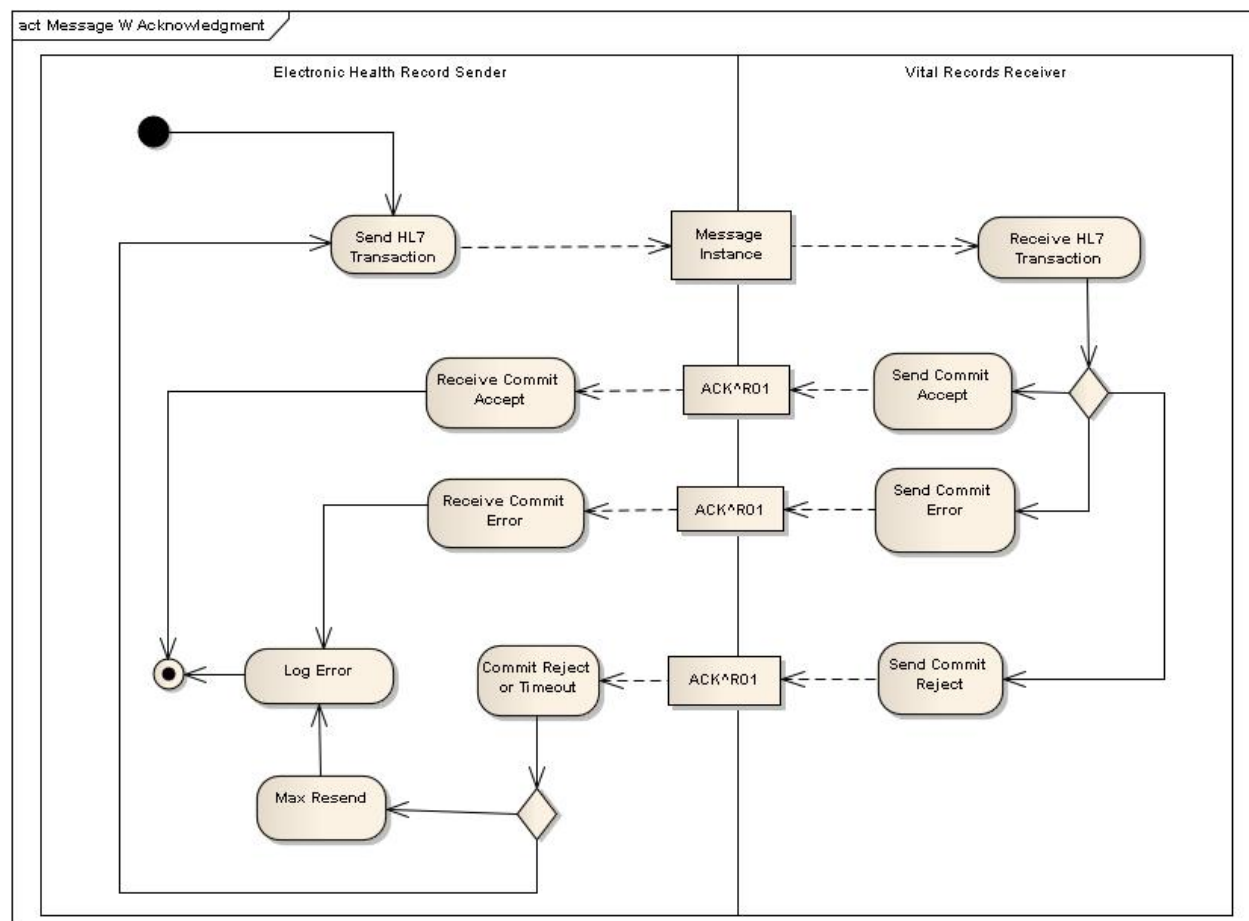 act Message W Acknowledgment
Electronic Health Record Sender
Vital Records Receiver
Send HL7
Transaction
Message
Instance
Receive HL7
Transaction
Receive Commit
Accept
ACK^R01
Send Commit
Accept
Receive Commit
Error
ACK^R01
Send Commit
Error
Log Error
Commit Reject
or Timeout
ACK^R01
Send Commit
Reject
Max Resend